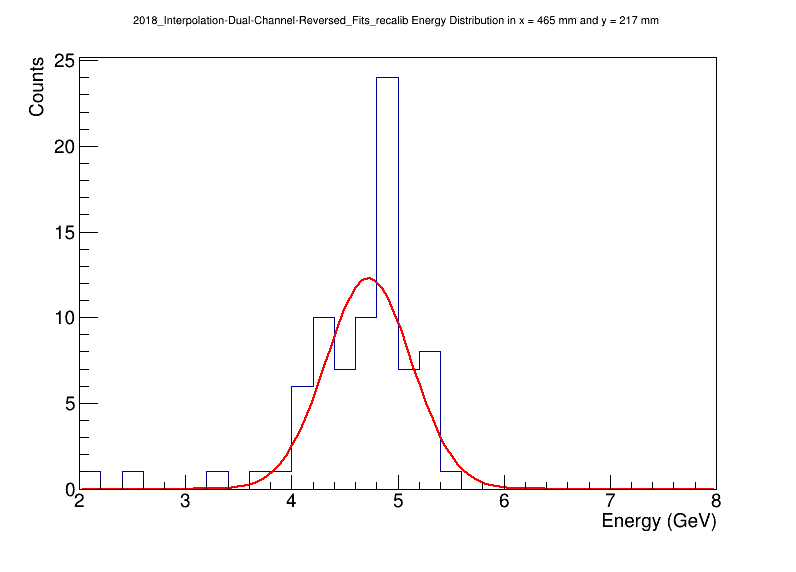 2018_Interpolation-Dual-Channel-Reversed_Fits_recalib Energy Distribution in x = 465 mm and y = 217 mm
Counts
25
20
15
10
5
0
2 3 4 5 6 7 8
Energy (GeV)